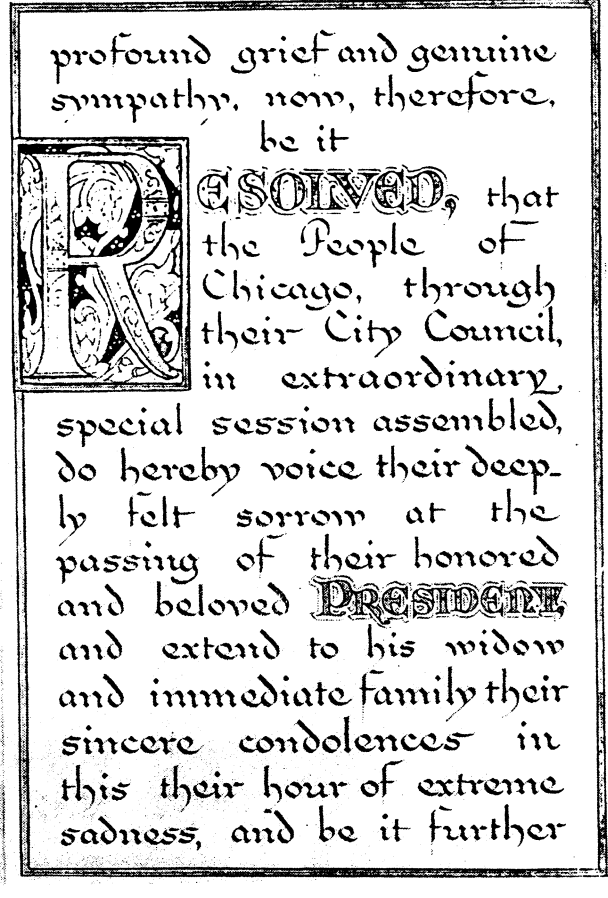 profound grief and genuine
sympathy, now, therefore,
be it
RESOLVED, that
the People of
Chicago, through
their City Council,
in extraordinary
special session assembled,
do hereby voice their deep-
ly felt sorrow at the
passing of their honored
and beloved PRESIDENT,
and extend to his widow
and immediate family their
sincere condolences in
this their hour of extreme
sadness, and be it further